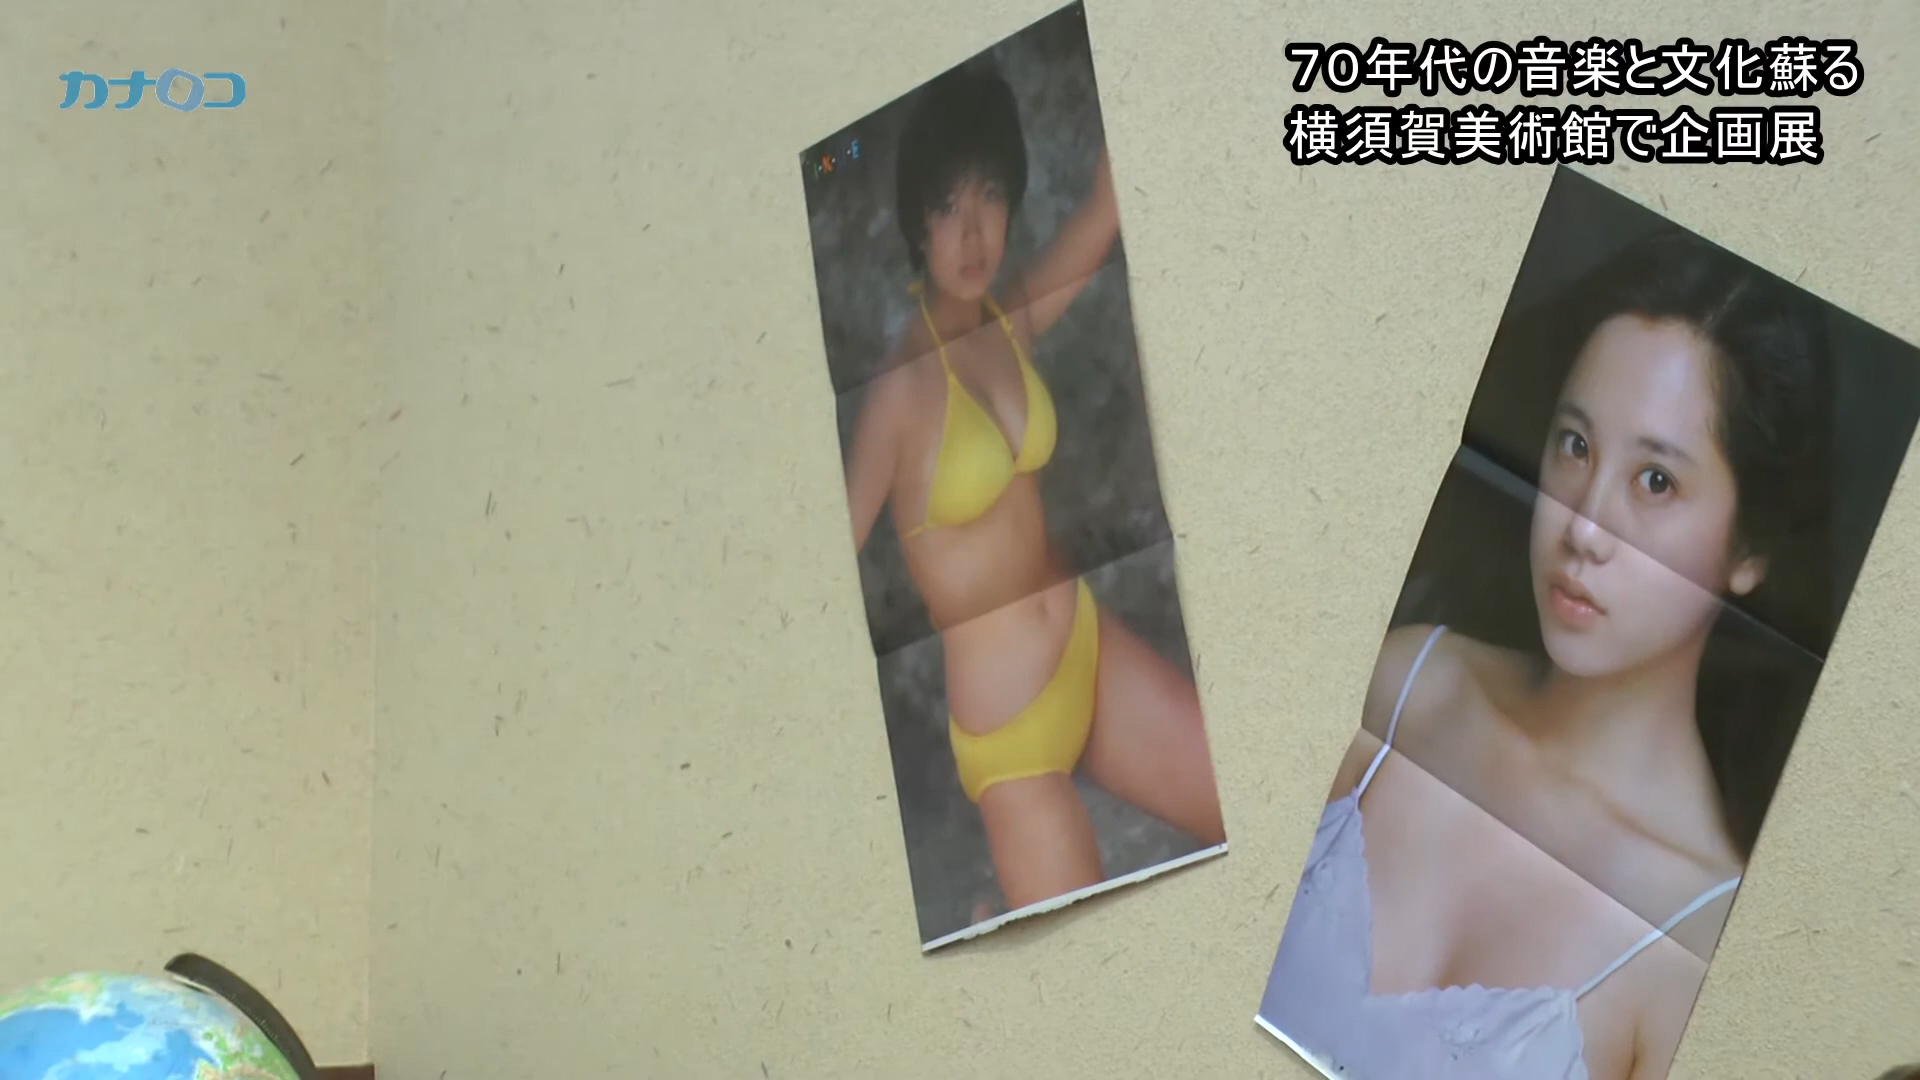 カナロコ
70年代の音楽と文化蘇る
横須賀美術館で企画展